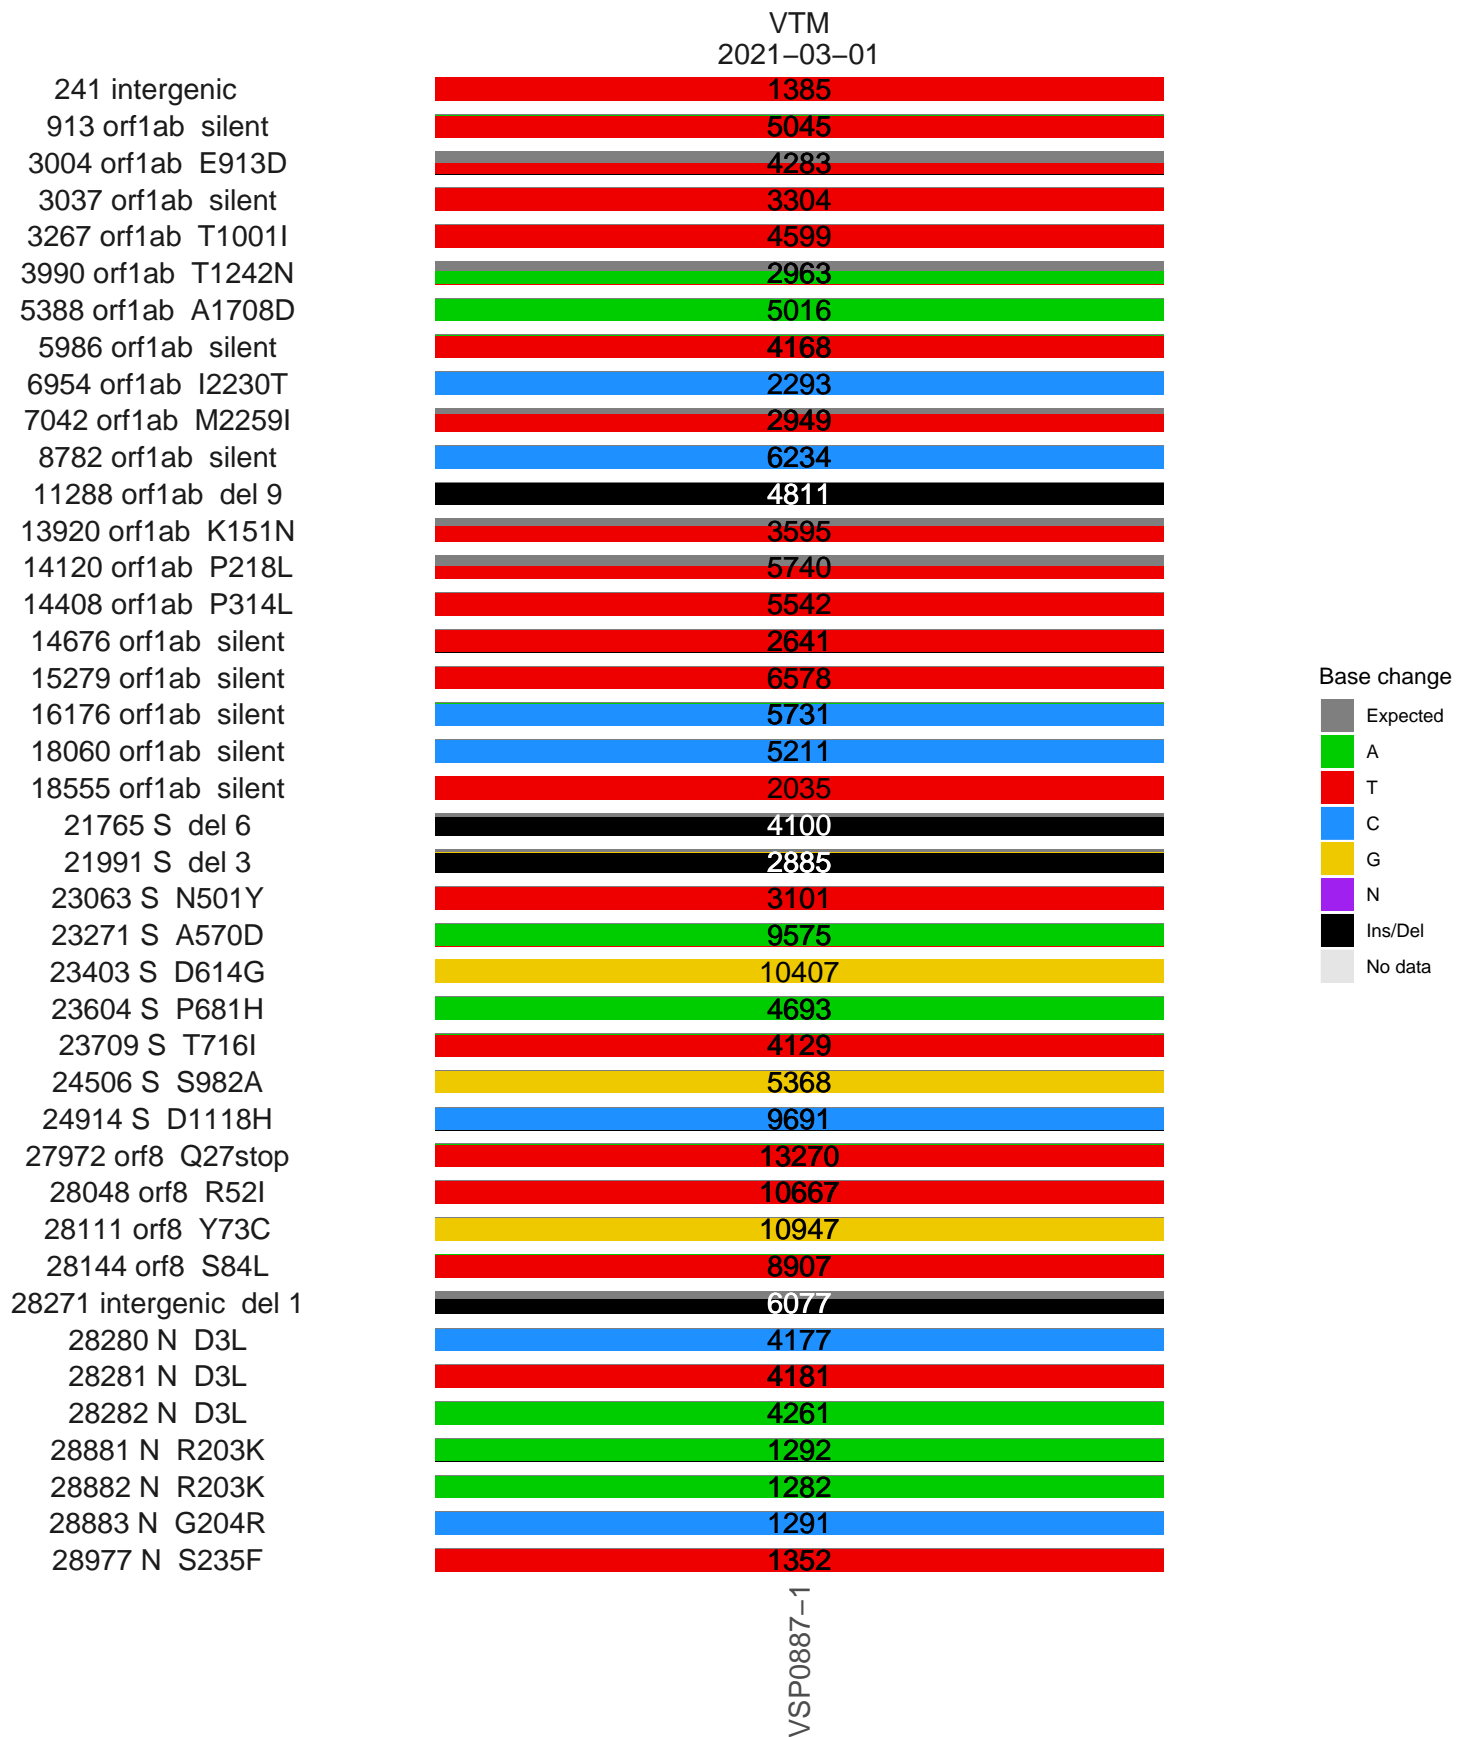 VTM
2021−03−01
241 intergenic 1385
913 orf1ab silent 5045
3004 orf1ab E913D 4283
3037 orf1ab silent 3304
3267 orf1ab T1001I 4599
3990 orf1ab T1242N 2963
5388 orf1ab A1708D 5016
5986 orf1ab silent 4168
6954 orf1ab I2230T 2293
7042 orf1ab M2259I 2949
8782 orf1ab silent 6234
11288 orf1ab del 9 4811
13920 orf1ab K151N 3595
14120 orf1ab P218L 5740
14408 orf1ab P314L 5542
14676 orf1ab silent 2641
15279 orf1ab silent 6578
16176 orf1ab silent 5731
18060 orf1ab silent 5211
18555 orf1ab silent 2035
21765 S del 6 4100
21991 S del 3 2885
23063 S N501Y 3101
23271 S A570D 9575
23403 S D614G 10407
23604 S P681H 4693
23709 S T716I 4129
24506 S S982A 5368
24914 S D1118H 9691
27972 orf8 Q27stop 13270
28048 orf8 R52I 10667
28111 orf8 Y73C 10947
28144 orf8 S84L 8907
28271 intergenic del 1 6077
28280 N D3L 4177
28281 N D3L 4181
28282 N D3L 4261
28881 N R203K 1292
28882 N R203K 1282
28883 N G204R 1291
28977 N S235F 1352
VSP0887−1
Base change
Expected
A
T
C
G
N
Ins/Del
No data